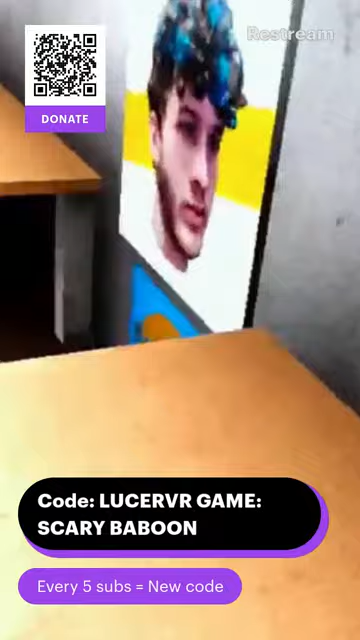 Restream
DONATE
Code: LUCERVR GAME:
SCARY BABOON
Every 5 subs = New code